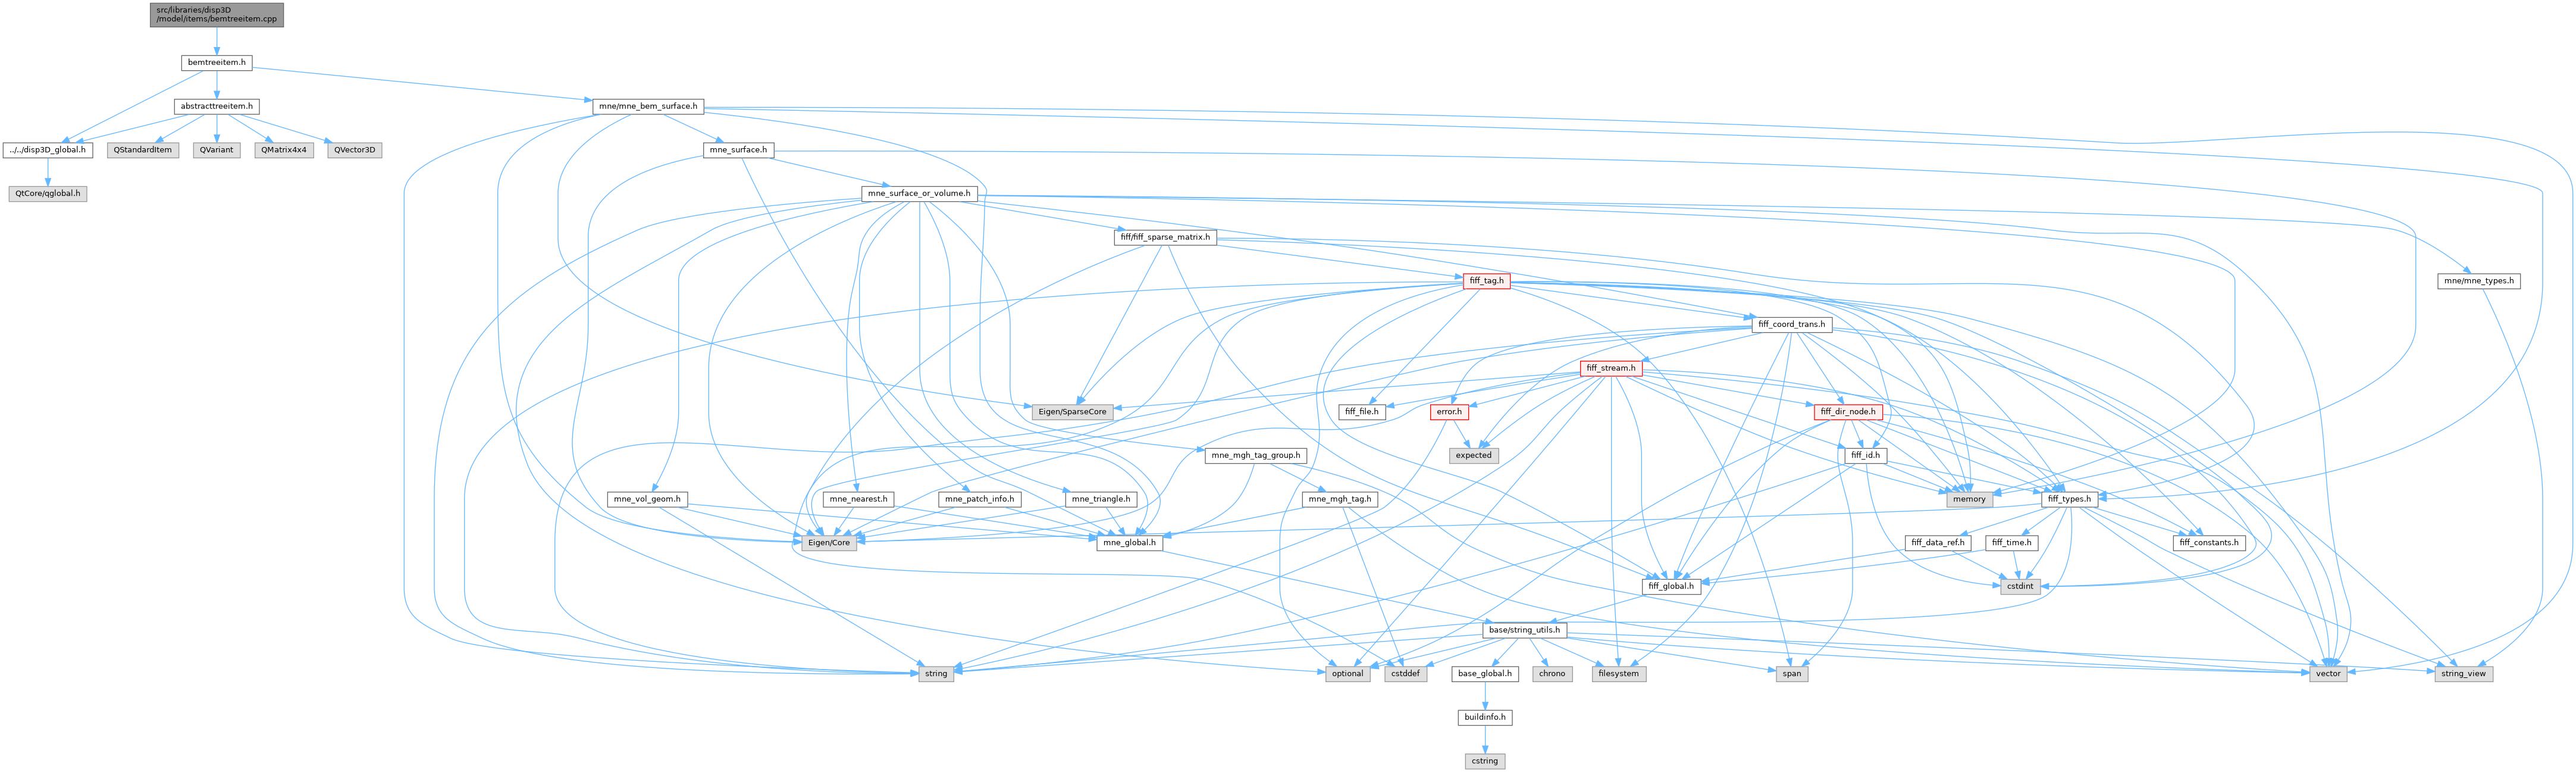 src/libraries/disp3D
/model/items/bemtreeitem.cpp
bemtreeitem.h
abstracttreeitem.h
mne/mne_bem_surface.h
../../disp3D_global.h
QStandardItem
QVariant
QMatrix4x4
QVector3D
mne_surface.h
QtCore/qglobal.h
mne_surface_or_volume.h
fiff/fiff_sparse_matrix.h
fiff_tag.h
mne/mne_types.h
fiff_coord_trans.h
fiff_stream.h
Eigen/SparseCore
fiff_file.h
error.h
fiff_dir_node.h
mne_mgh_tag_group.h
expected
fiff_id.h
mne_vol_geom.h
mne_nearest.h
mne_patch_info.h
mne_triangle.h
mne_mgh_tag.h
memory
fiff_types.h
Eigen/Core
mne_global.h
fiff_data_ref.h
fiff_time.h
fiff_constants.h
fiff_global.h
cstdint
base/string_utils.h
string
optional
cstddef
base_global.h
chrono
filesystem
span
vector
string_view
buildinfo.h
cstring